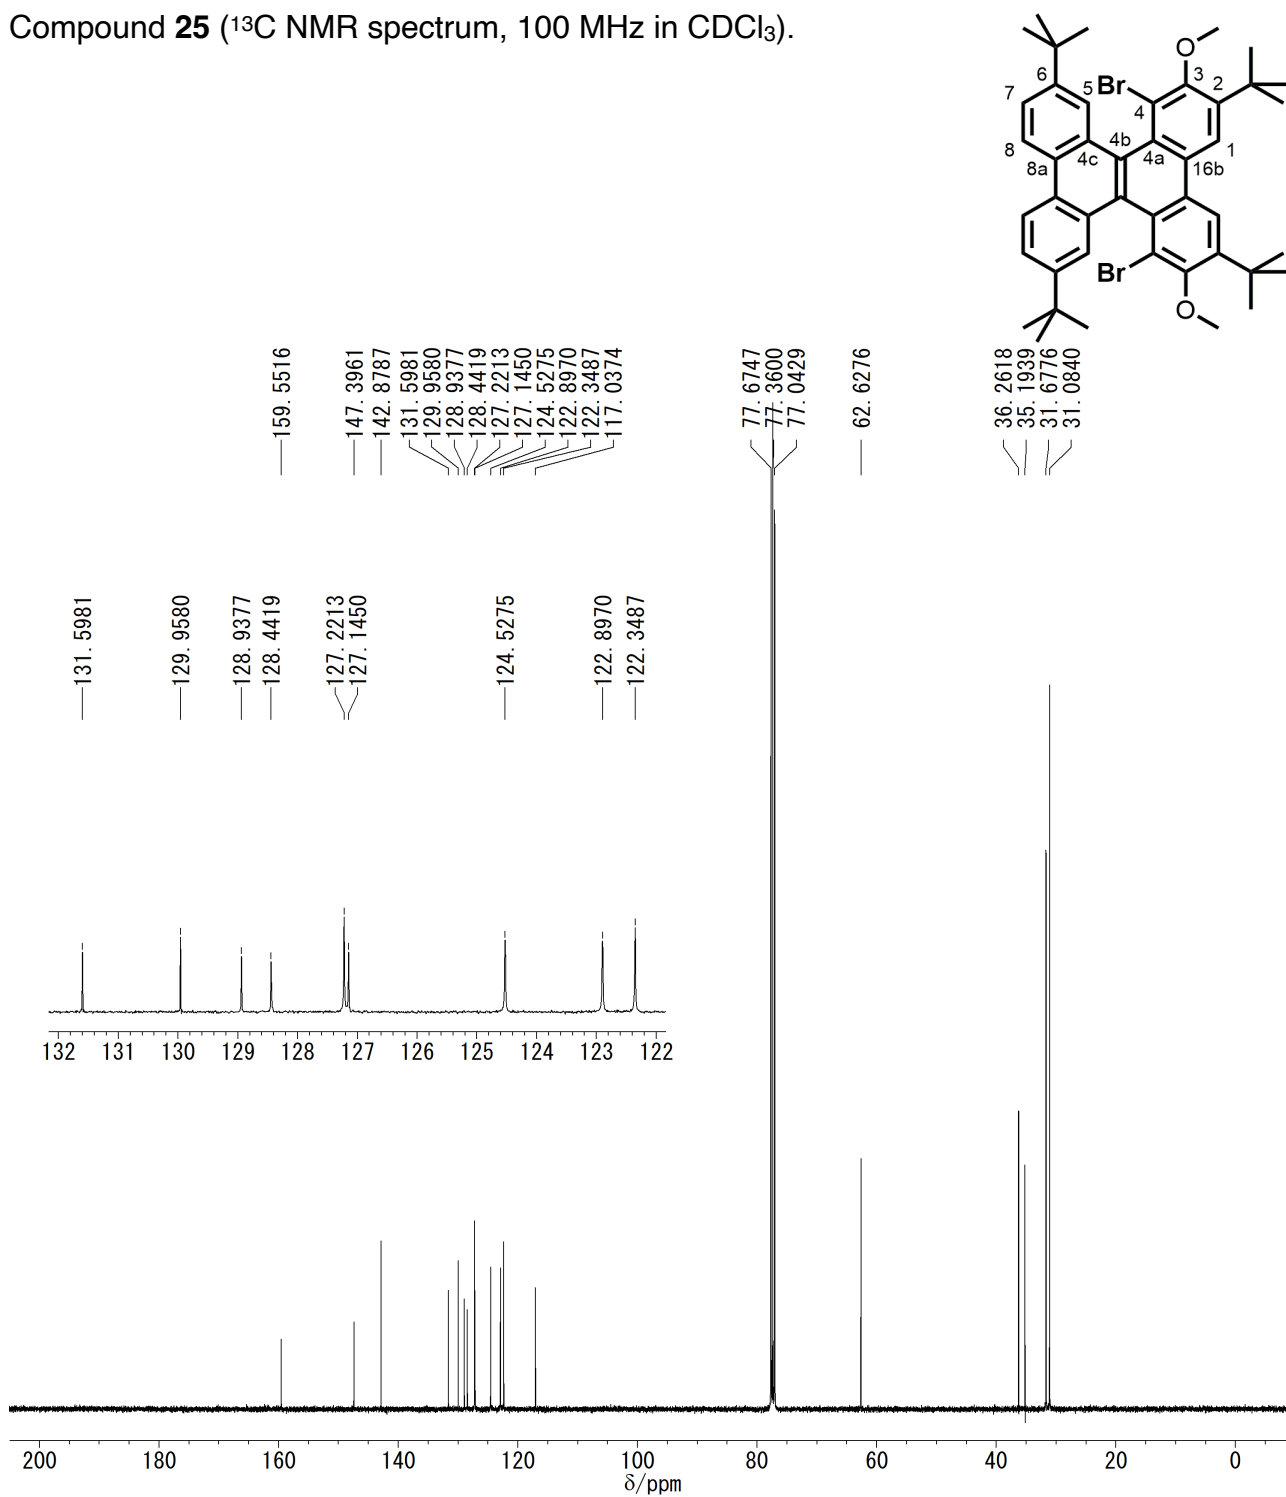 Compound 25 (¹³C NMR spectrum, 100 MHz in CDCl₃).
O
Br
3
2
4
6
5
7
4b
8
8a
4c
4a
1
16b
Br
O
159.5516
147.3961
142.8787
131.5981
129.9580
128.9377
128.4419
127.2213
127.1450
124.5275
122.8970
122.3487
117.0374
77.6747
77.3600
77.0429
62.6276
36.2618
35.1939
31.6776
31.0840
131.5981
129.9580
128.9377
128.4419
127.2213
127.1450
124.5275
122.8970
122.3487
132 131 130 129 128 127 126 125 124 123 122
200 180 160 140 120 100 80 60 40 20 0
δ/ppm